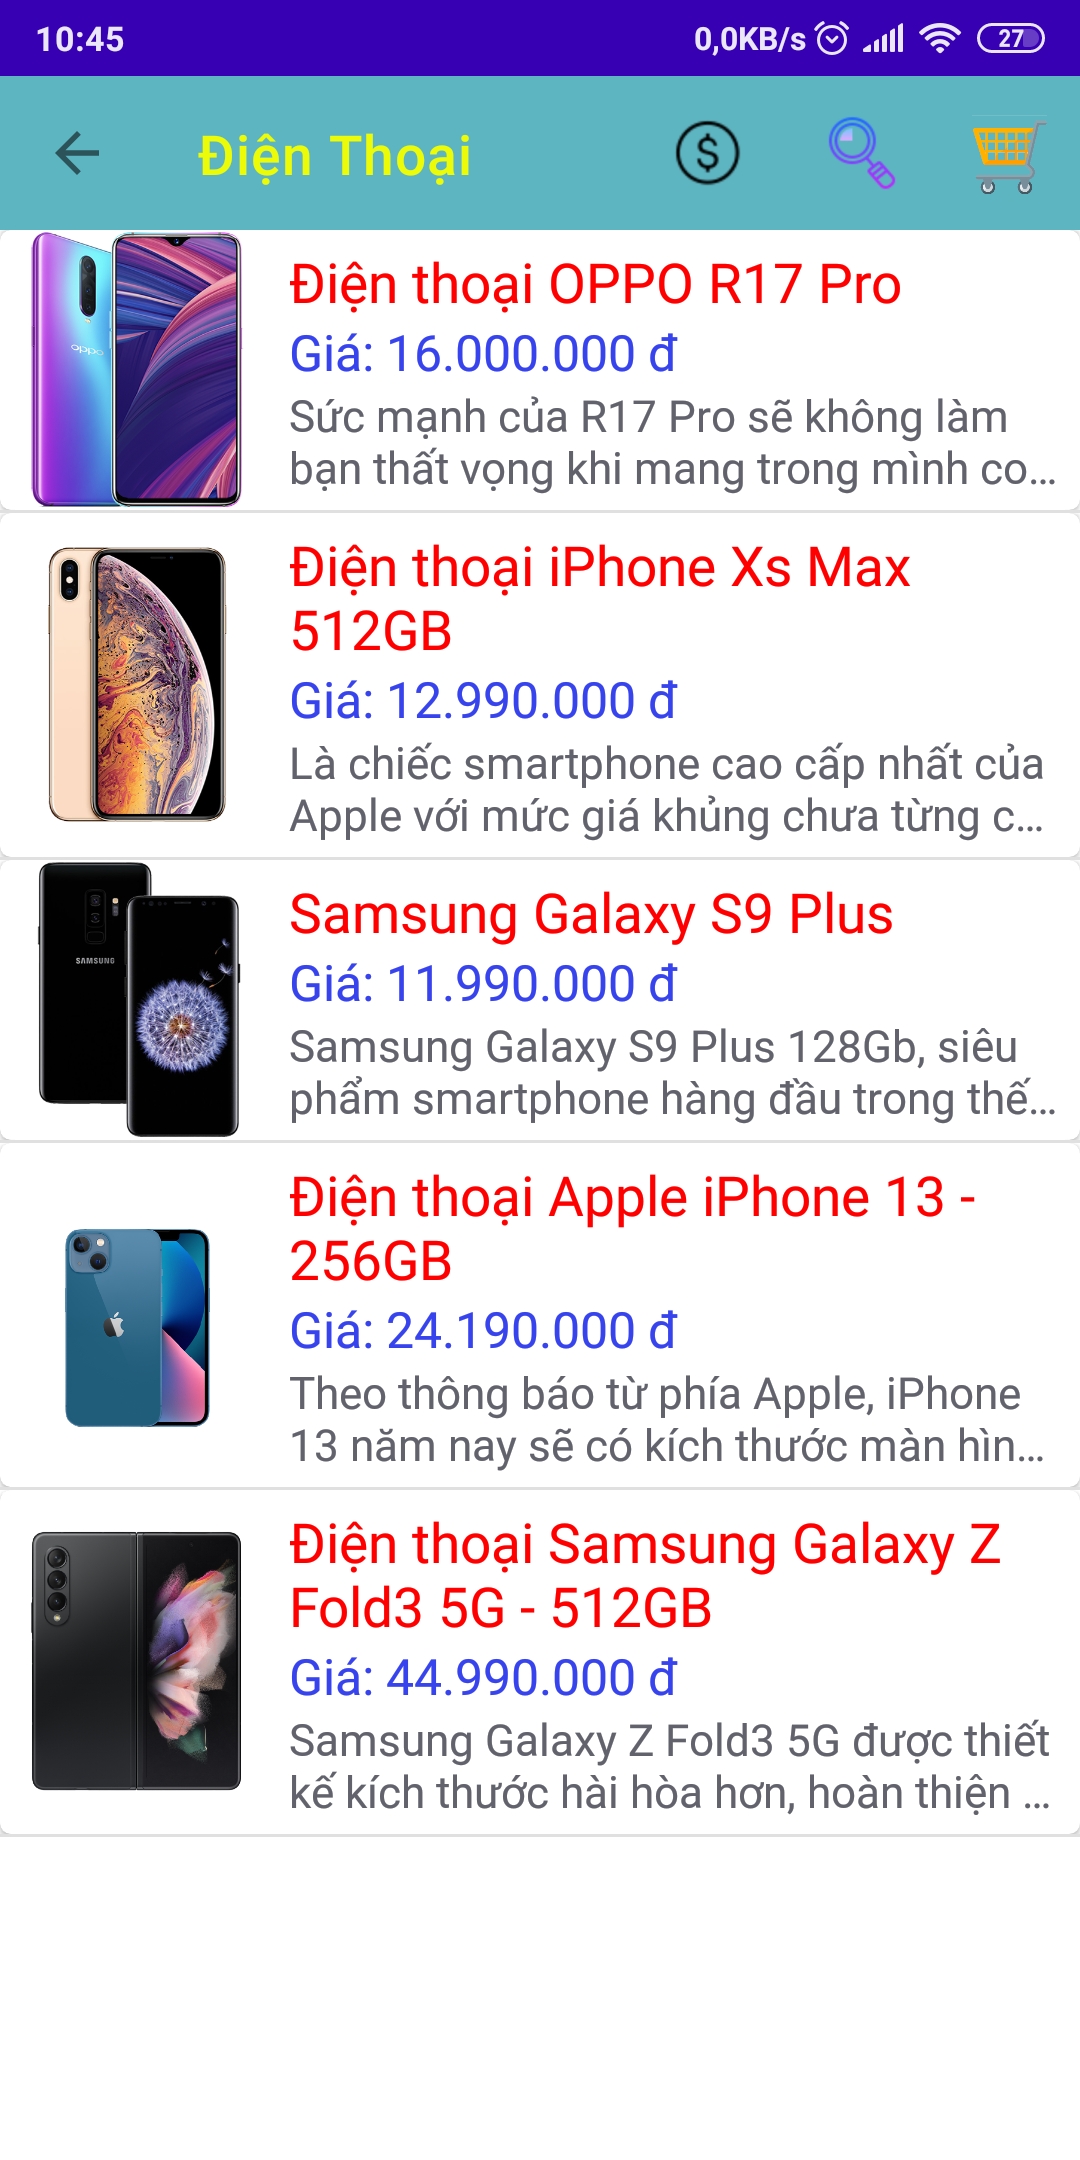 10:45
0,0KB/s
27
Điện Thoại
$
oppo
Điện thoại OPPO R17 Pro
Giá: 16.000.000 đ
Sức mạnh của R17 Pro sẽ không làm
bạn thất vọng khi mang trong mình co...
Điện thoại iPhone Xs Max
512GB
Giá: 12.990.000 đ
Là chiếc smartphone cao cấp nhất của
Apple với mức giá khủng chưa từng c...
SAMSUNG
Samsung Galaxy S9 Plus
Giá: 11.990.000 đ
Samsung Galaxy S9 Plus 128Gb, siêu
phẩm smartphone hàng đầu trong thế...
Điện thoại Apple iPhone 13 -
256GB
Giá: 24.190.000 đ
Theo thông báo từ phía Apple, iPhone
13 năm nay sẽ có kích thước màn hìn...
Điện thoại Samsung Galaxy Z
Fold3 5G - 512GB
Giá: 44.990.000 đ
Samsung Galaxy Z Fold3 5G được thiết
kế kích thước hài hòa hơn, hoàn thiện ...